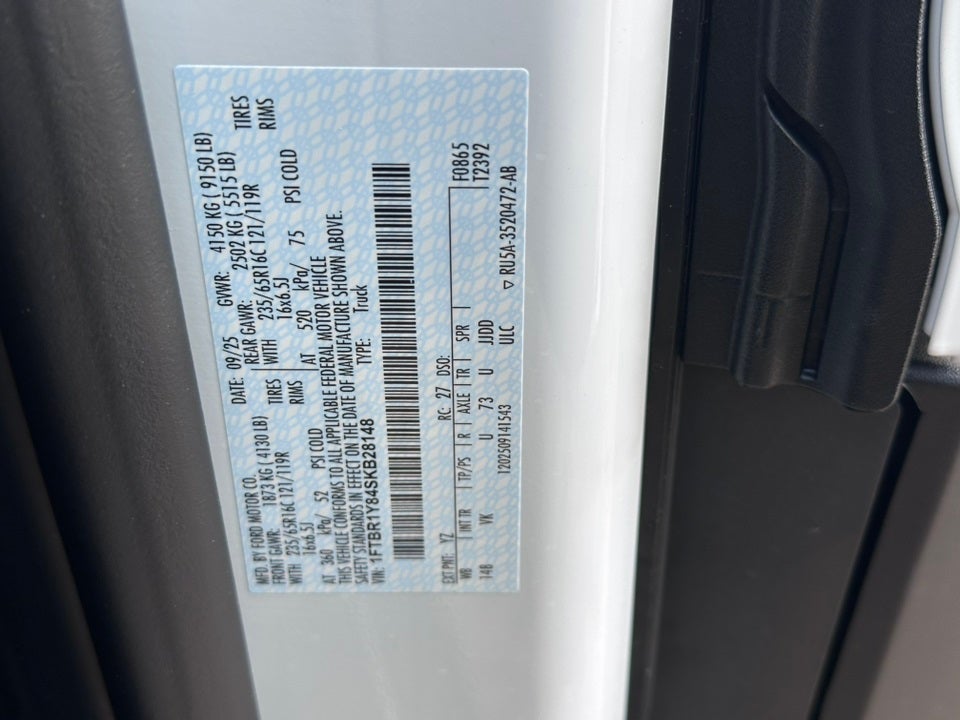 MFD. BY FORD MOTOR CO.
DATE: 09/25
GVWR: 4150 KG ( 9150 LB)
FRONT GAWR: 1873 KG ( 4130 LB)
REAR GAWR: 2502 KG ( 5515 LB)
WITH 235/65R16C 121/119R TIRES
WITH 235/65R16C 121/119R TIRES
16x6.5J RIMS
16x6.5J RIMS
AT 360 kPa/ 52 PSI COLD
AT 520 kPa/ 75 PSI COLD
THIS VEHICLE CONFORMS TO ALL APPLICABLE FEDERAL MOTOR VEHICLE
SAFETY STANDARDS IN EFFECT ON THE DATE OF MANUFACTURE SHOWN ABOVE.
VIN: 1FTBR1Y84SKB28148
TYPE: Truck
EXT PNT: YZ RC: 27 DSO: F0865
WB INT TR TP/PS R AXLE TR SPR T2392
148 VK U 73 U JJDD
1202509141543 ULC
▽ RU5A-3520472-AB